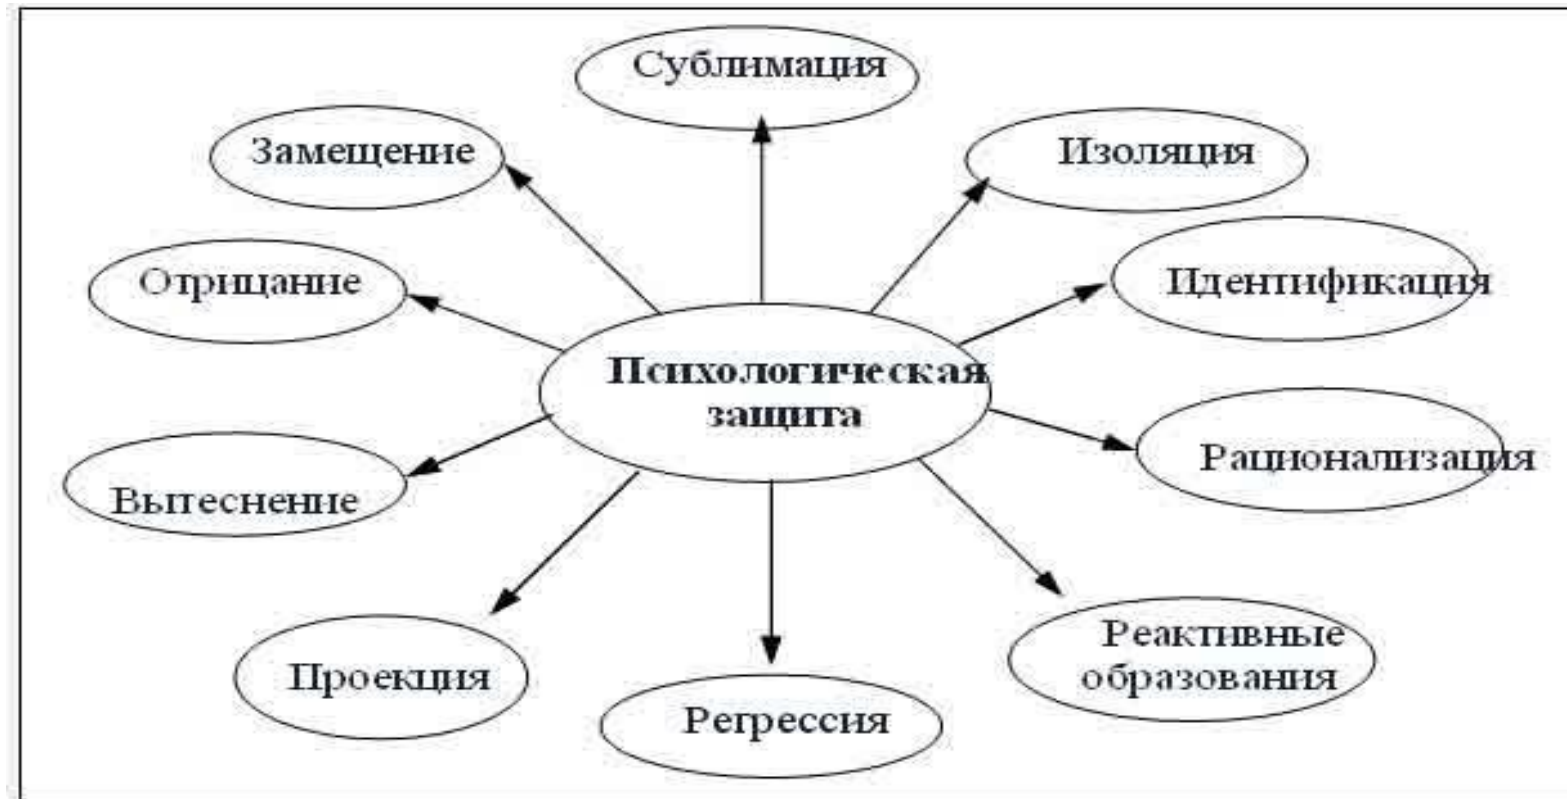 Сублимация
Замещение
Изоляция
Отрицание
Идентификация
Психологическая
защита
Вытеснение
Рационализация
Проекция
Регрессия
Реактивные
образования